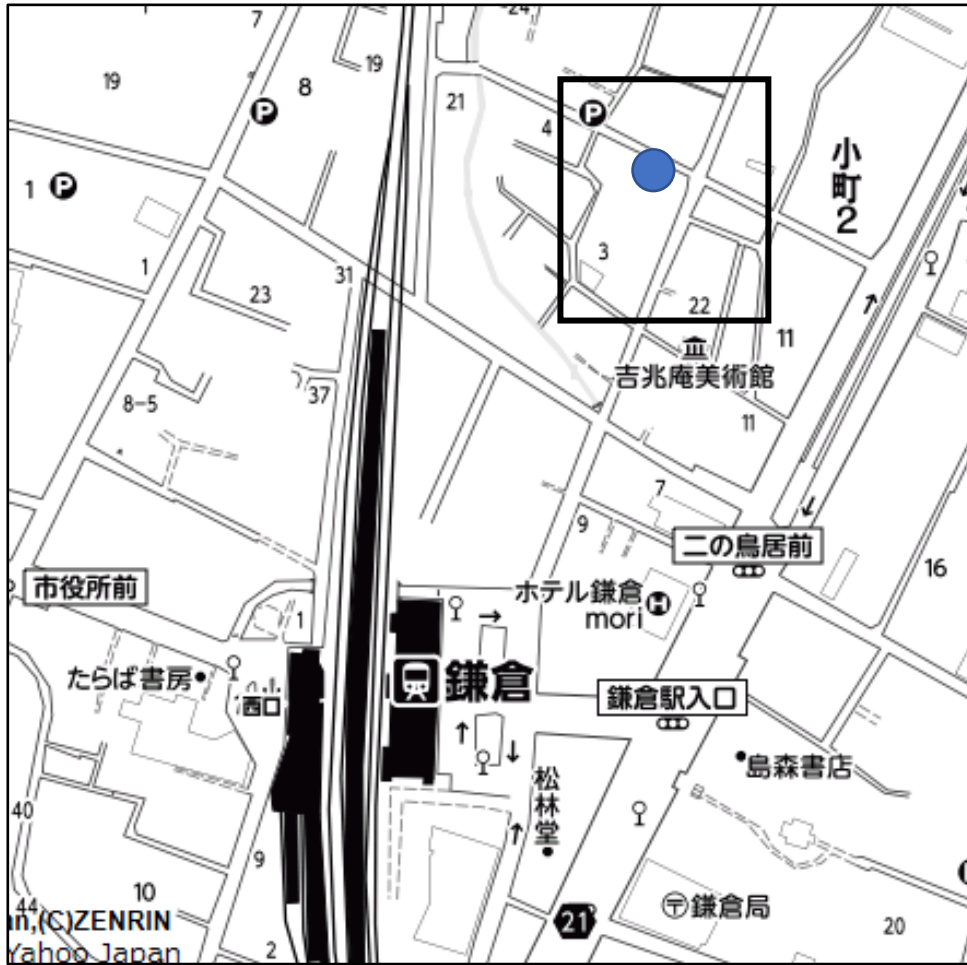 7
-24
19
8
19
21
4
小町2
1
1
3
31
23
22
11
吉兆庵美術館
37
8-5
11
7
9
二の鳥居前
16
市役所前
ホテル鎌倉
mori
H
1
たらば書房
鎌倉
西口
鎌倉駅入口
島森書店
松林堂
40
9
10
44
21
〒鎌倉局
20
n,(C)ZENRIN
Yahoo Japan
2
P
P
P